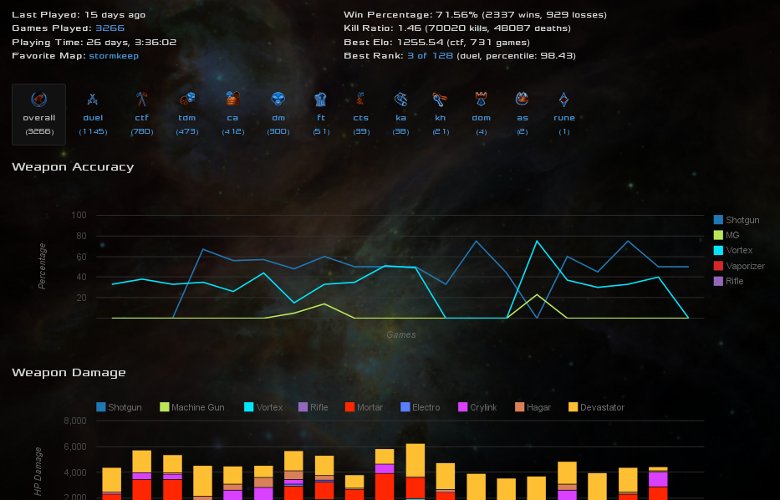 Last Played: 15 days ago
Games Played: 3266
Playing Time: 26 days, 3:36:02
Favorite Map: stormkeep
Win Percentage: 71.56% (2337 wins, 929 losses)
Kill Ratio: 1.46 (70020 kills, 48087 deaths)
Best Elo: 1255.54 (ctf, 731 games)
Best Rank: 3 of 128 (duel, percentile: 98.43)
overall duel ctf tdm ca dm ft cts ka kh dom as rune
(3266) (1145) (780) (473) (412) (300) (51) (39) (38) (21) (4) (2) (1)
Weapon Accuracy
100
80
60
40
20
Percentage
Games
Shotgun
MG
Vortex
Vaporizer
Rifle
Weapon Damage
Shotgun Machine Gun Vortex Rifle Mortar Electro Crylink Hagar Devastator
8,000
6,000
4,000
2,000
HP Damage